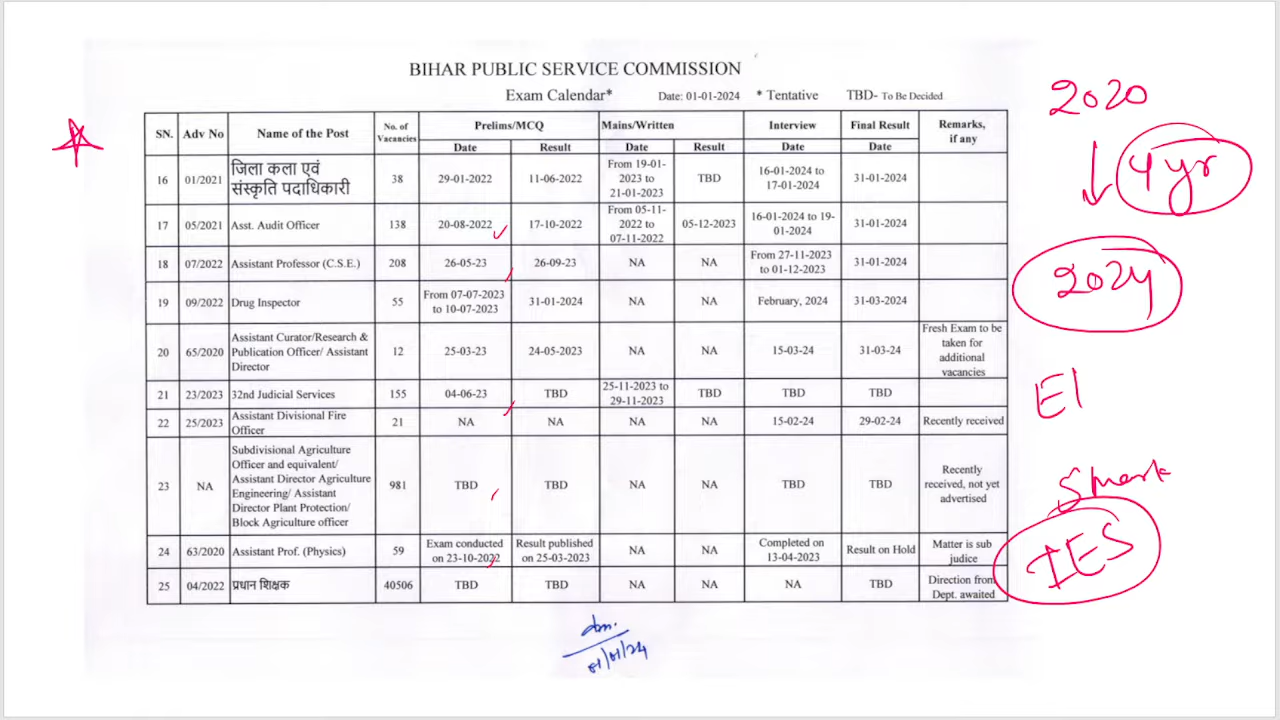 BIHAR PUBLIC SERVICE COMMISSION
Exam Calendar* Date: 01-01-2024 * Tentative TBD- To Be Decided
SN. Adv No Name of the Post No. of Vacancies Prelims/MCQ Mains/Written Interview Final Result Remarks, if any
Date Result Date Result Date Date
16 01/2021 जिला कला एवं संस्कृति पदाधिकारी 38 29-01-2022 11-06-2022 From 19-01-2023 to 21-01-2023 TBD 16-01-2024 to 17-01-2024 31-01-2024
17 05/2021 Asst. Audit Officer 138 20-08-2022 17-10-2022 From 05-11-2022 to 07-11-2022 05-12-2023 16-01-2024 to 19-01-2024 31-01-2024
18 07/2022 Assistant Professor (C.S.E.) 208 26-05-23 26-09-23 NA NA From 27-11-2023 to 01-12-2023 31-01-2024
19 09/2022 Drug Inspector 55 From 07-07-2023 to 10-07-2023 31-01-2024 NA NA February, 2024 31-03-2024
20 65/2020 Assistant Curator/Research & Publication Officer/ Assistant Director 12 25-03-23 24-05-2023 NA NA 15-03-24 31-03-24 Fresh Exam to be taken for additional vacancies
21 23/2023 32nd Judicial Services 155 04-06-23 TBD 25-11-2023 to 29-11-2023 TBD TBD TBD
22 25/2023 Assistant Divisional Fire Officer 21 NA NA NA NA 15-02-24 29-02-24 Recently received
23 NA Subdivisional Agriculture Officer and equivalent/ Assistant Director Agriculture Engineering/ Assistant Director Plant Protection/ Block Agriculture officer 981 TBD TBD NA NA TBD TBD Recently received, not yet advertised
24 63/2020 Assistant Prof. (Physics) 59 Exam conducted on 23-10-2022 Result published on 25-03-2023 NA NA Completed on 13-04-2023 Result on Hold Matter is sub judice
25 04/2022 प्रधान शिक्षक 40506 TBD TBD NA NA NA TBD Direction from Dept. awaited
2020
4 yr
2024
IES